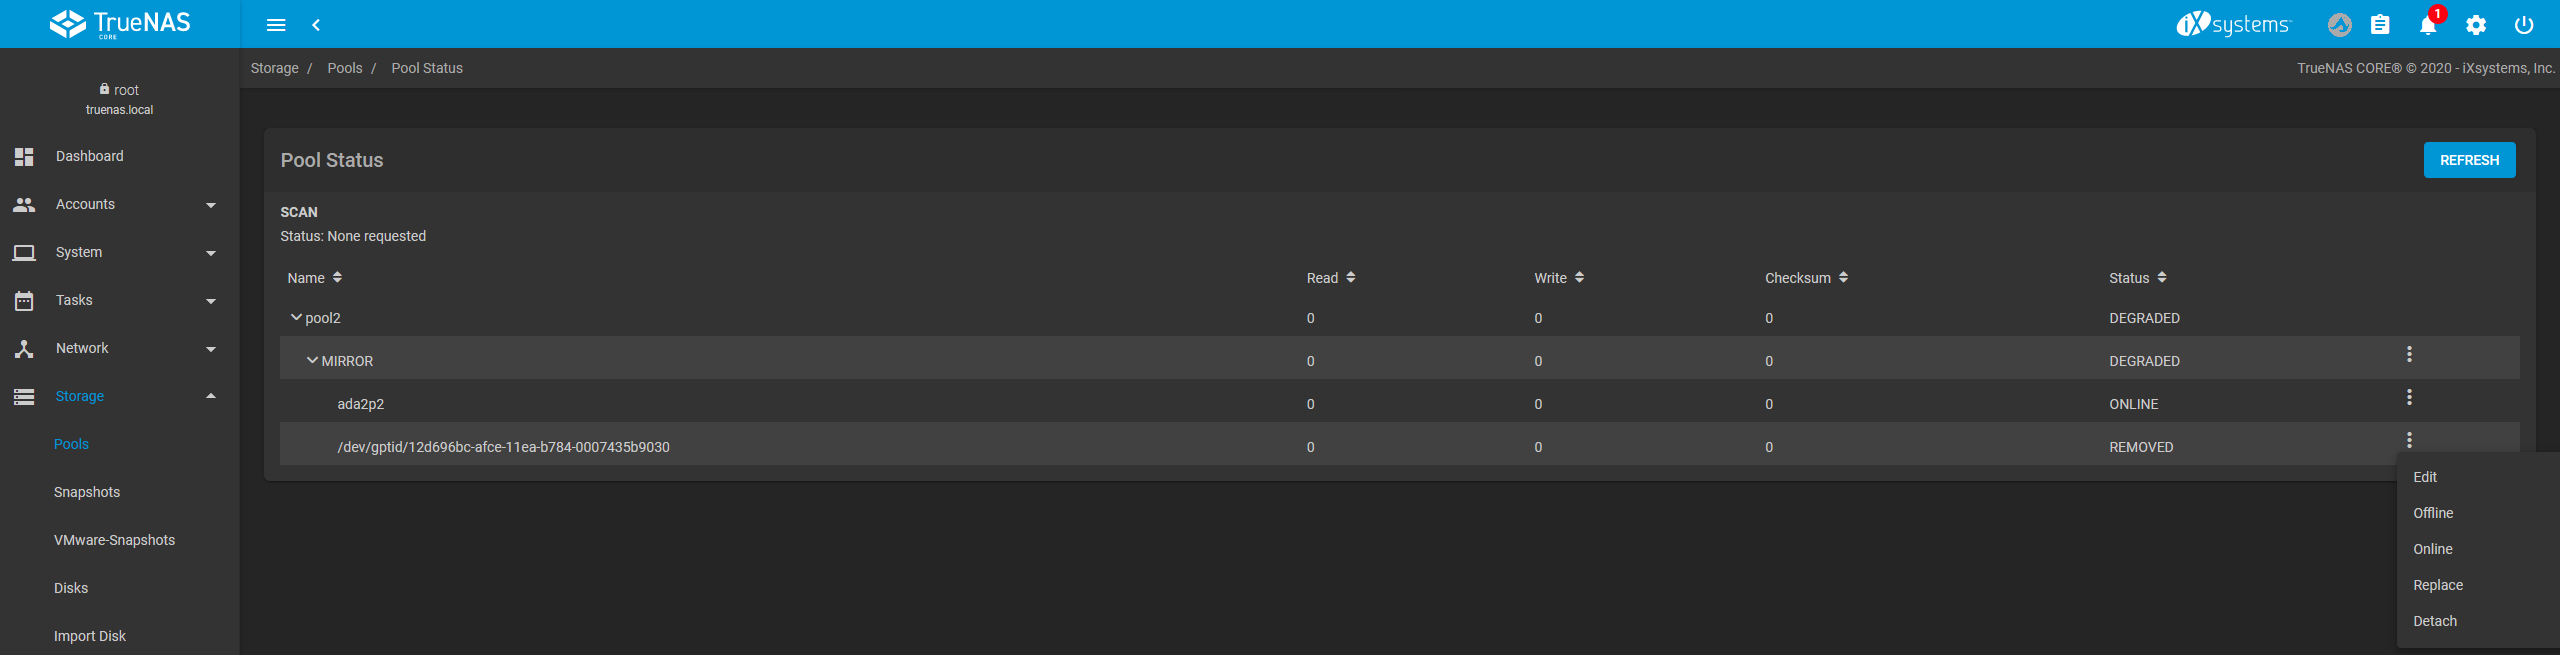 TrueNAS
CORE
iXsystems™
1
Storage / Pools / Pool Status
TrueNAS CORE® © 2020 - iXsystems, Inc.
root
truenas.local
Dashboard
Accounts
System
Tasks
Network
Storage
Pools
Snapshots
VMware-Snapshots
Disks
Import Disk
Pool Status
REFRESH
SCAN
Status: None requested
Name Read Write Checksum Status
pool2 0 0 0 DEGRADED
MIRROR 0 0 0 DEGRADED
ada2p2 0 0 0 ONLINE
/dev/gptid/12d696bc-afce-11ea-b784-0007435b9030 0 0 0 REMOVED
Edit
Offline
Online
Replace
Detach